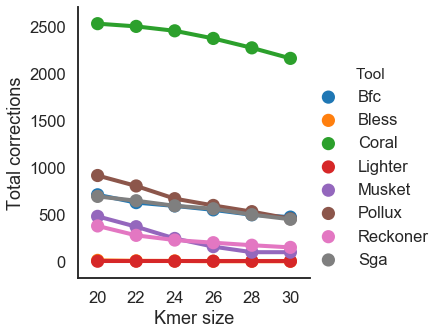 2500
2000
1500
1000
500
0
Total corrections
20 22 24 26 28 30
Kmer size
Tool
Bfc
Bless
Coral
Lighter
Musket
Pollux
Reckoner
Sga